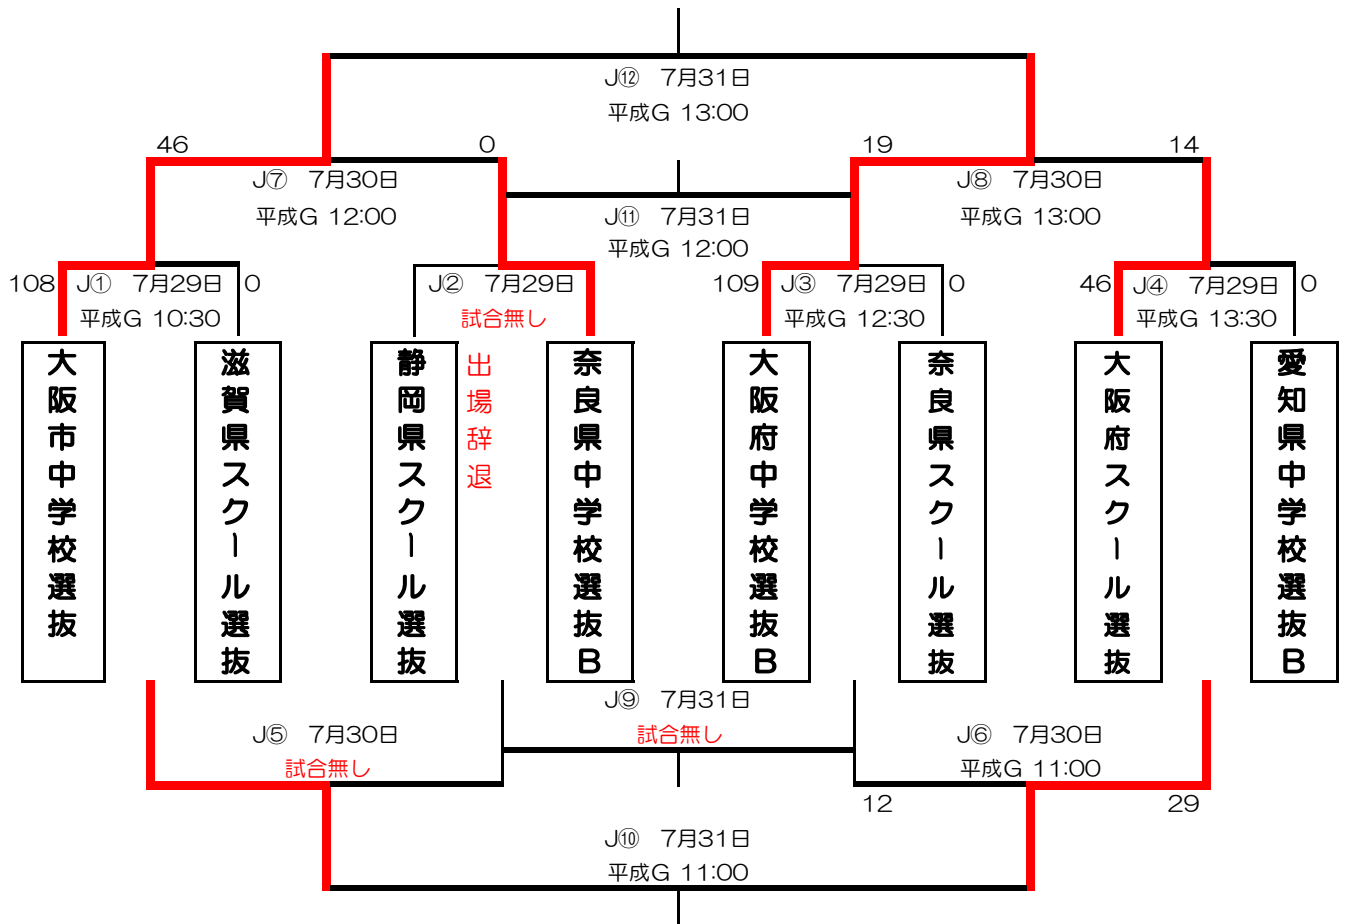 J⑫ 7月31日
平成G 13:00
46
0
19
14
J⑦ 7月30日
平成G 12:00
J⑪ 7月31日
平成G 12:00
J⑧ 7月30日
平成G 13:00
108
J① 7月29日
0
平成G 10:30
J② 7月29日
試合無し
109
J③ 7月29日
0
平成G 12:30
46
J④ 7月29日
0
平成G 13:30
大阪市中学校選抜
滋賀県スクール選抜
静岡県スクール選抜
出場辞退
奈良県中学校選抜B
大阪府中学校選抜B
奈良県スクール選抜
大阪府スクール選抜
愛知県中学校選抜B
J⑨ 7月31日
試合無し
J⑤ 7月30日
試合無し
J⑥ 7月30日
平成G 11:00
12
29
J⑩ 7月31日
平成G 11:00